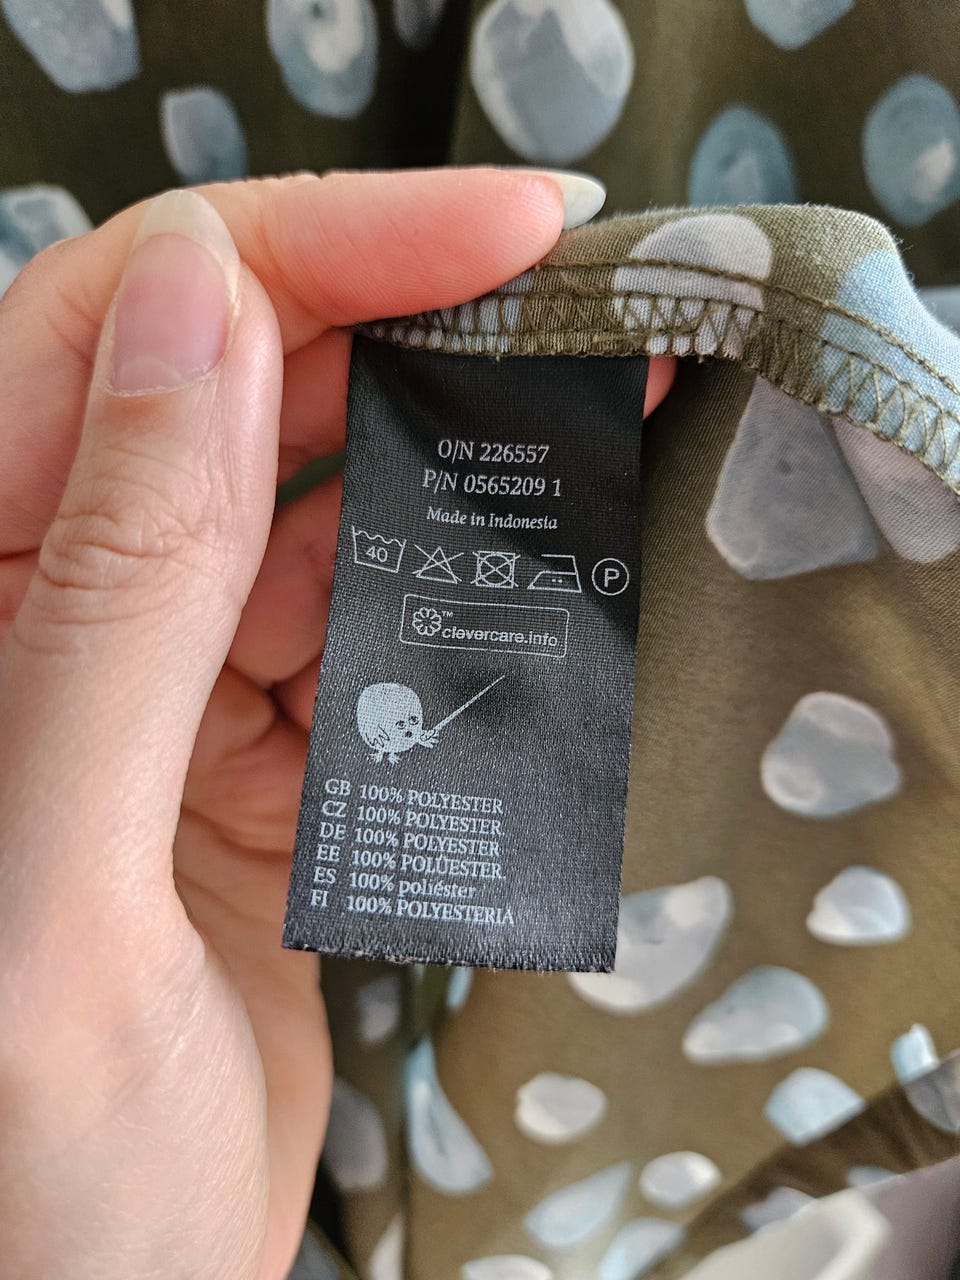 O/N 226557
P/N 0565209 1
Made in Indonesia
40 P
™ clevercare.info
GB 100% POLYESTER
CZ 100% POLYESTER
DE 100% POLYESTER
EE 100% POLÜESTER
ES 100% poliéster
FI 100% POLYESTERIA